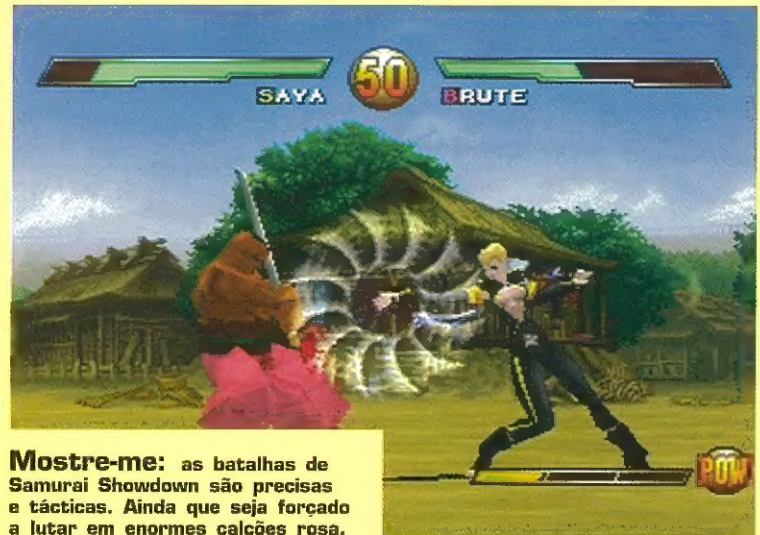 50
SAYA
BRUTE
POW
Mostre-me: as batalhas de
Samurai Showdown são precisas
e tácticas. Ainda que seja forçado
a lutar em enormes calções rosa.